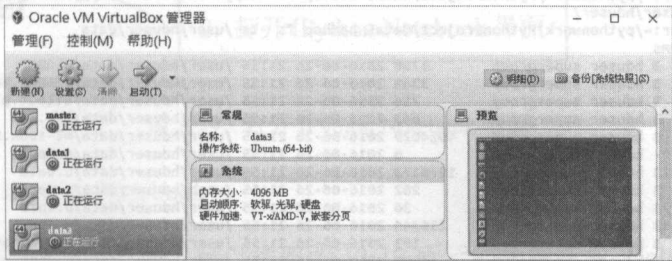 Oracle VM VirtualBox 管理器
管理(F) 控制(M) 帮助(H)
新建(N) 设置(S) 清除 启动(T) 明细(D) 备份[系统快照](S)
master
正在运行
data1
正在运行
data2
正在运行
data3
正在运行
常规
名称: data3
操作系统: Ubuntu (64-bit)
系统
内存大小: 4096 MB
启动顺序: 软驱, 光驱, 硬盘
硬件加速: VT-x/AMD-V, 嵌套分页
预览